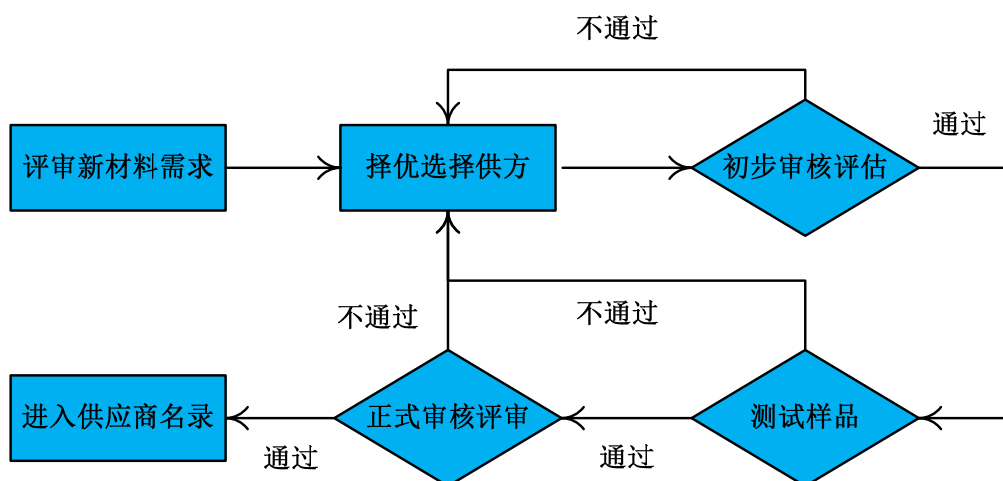 不通过
通过
评审新材料需求
择优选择供方
初步审核评估
不通过
不通过
进入供应商名录
正式审核评审
测试样品
通过
通过